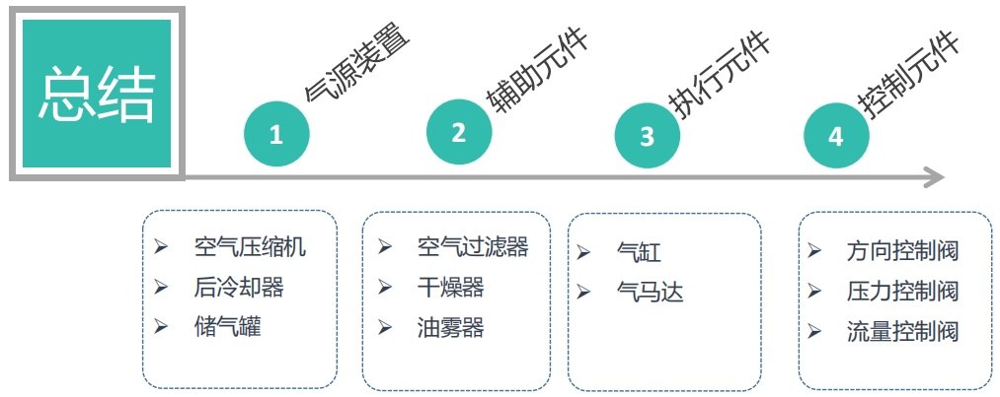 总结
1
气源装置
2
辅助元件
3
执行元件
4
控制元件
空气压缩机
后冷却器
储气罐
空气过滤器
干燥器
油雾器
气缸
气马达
方向控制阀
压力控制阀
流量控制阀